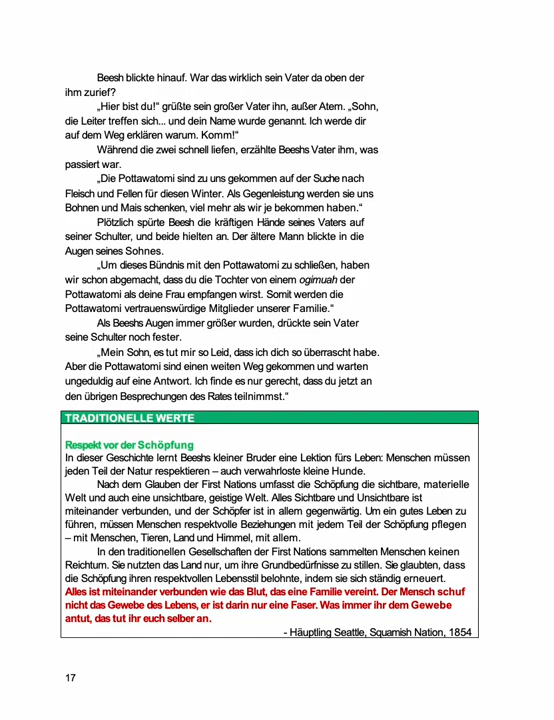 Beesh blickte hinauf. War das wirklich sein Vater da oben der
ihm zurief?
„Hier bist du!“ grüßte sein großer Vater ihn, außer Atem. „Sohn,
die Leiter treffen sich... und dein Name wurde genannt. Ich werde dir
auf dem Weg erklären warum. Komm!“
Während die zwei schnell liefen, erzählte Beeshs Vater ihm, was
passiert war.
„Die Pottawatomi sind zu uns gekommen auf der Suche nach
Fleisch und Fellen für diesen Winter. Als Gegenleistung werden sie uns
Bohnen und Mais schenken, viel mehr als wir je bekommen haben.“
Plötzlich spürte Beesh die kräftigen Hände seines Vaters auf
seiner Schulter, und beide hielten an. Der ältere Mann blickte in die
Augen seines Sohnes.
„Um dieses Bündnis mit den Pottawatomi zu schließen, haben
wir schon abgemacht, dass du die Tochter von einem ogimuah der
Pottawatomi als deine Frau empfangen wirst. Somit werden die
Pottawatomi vertrauenswürdige Mitglieder unserer Familie.“
Als Beeshs Augen immer größer wurden, drückte sein Vater
seine Schulter noch fester.
„Mein Sohn, es tut mir so Leid, dass ich dich so überrascht habe.
Aber die Pottawatomi sind einen weiten Weg gekommen und warten
ungeduldig auf eine Antwort. Ich finde es nur gerecht, dass du jetzt an
den übrigen Besprechungen des Rates teilnimmst.“
TRADITIONELLE WERTE
Respekt vor der Schöpfung
In dieser Geschichte lernt Beeshs kleiner Bruder eine Lektion fürs Leben: Menschen müssen
jeden Teil der Natur respektieren – auch verwahrloste kleine Hunde.
Nach dem Glauben der First Nations umfasst die Schöpfung die sichtbare, materielle
Welt und auch eine unsichtbare, geistige Welt. Alles Sichtbare und Unsichtbare ist
miteinander verbunden, und der Schöpfer ist in allem gegenwärtig. Um ein gutes Leben zu
führen, müssen Menschen respektvolle Beziehungen mit jedem Teil der Schöpfung pflegen
– mit Menschen, Tieren, Land und Himmel, mit allem.
In den traditionellen Gesellschaften der First Nations sammelten Menschen keinen
Reichtum. Sie nutzten das Land nur, um ihre Grundbedürfnisse zu stillen. Sie glaubten, dass
die Schöpfung ihren respektvollen Lebensstil belohnte, indem sie sich ständig erneuert.
Alles ist miteinander verbunden wie das Blut, das eine Familie vereint. Der Mensch schuf
nicht das Gewebe des Lebens, er ist darin nur eine Faser. Was immer ihr dem Gewebe
antut, das tut ihr euch selber an.
- Häuptling Seattle, Squamish Nation, 1854
17